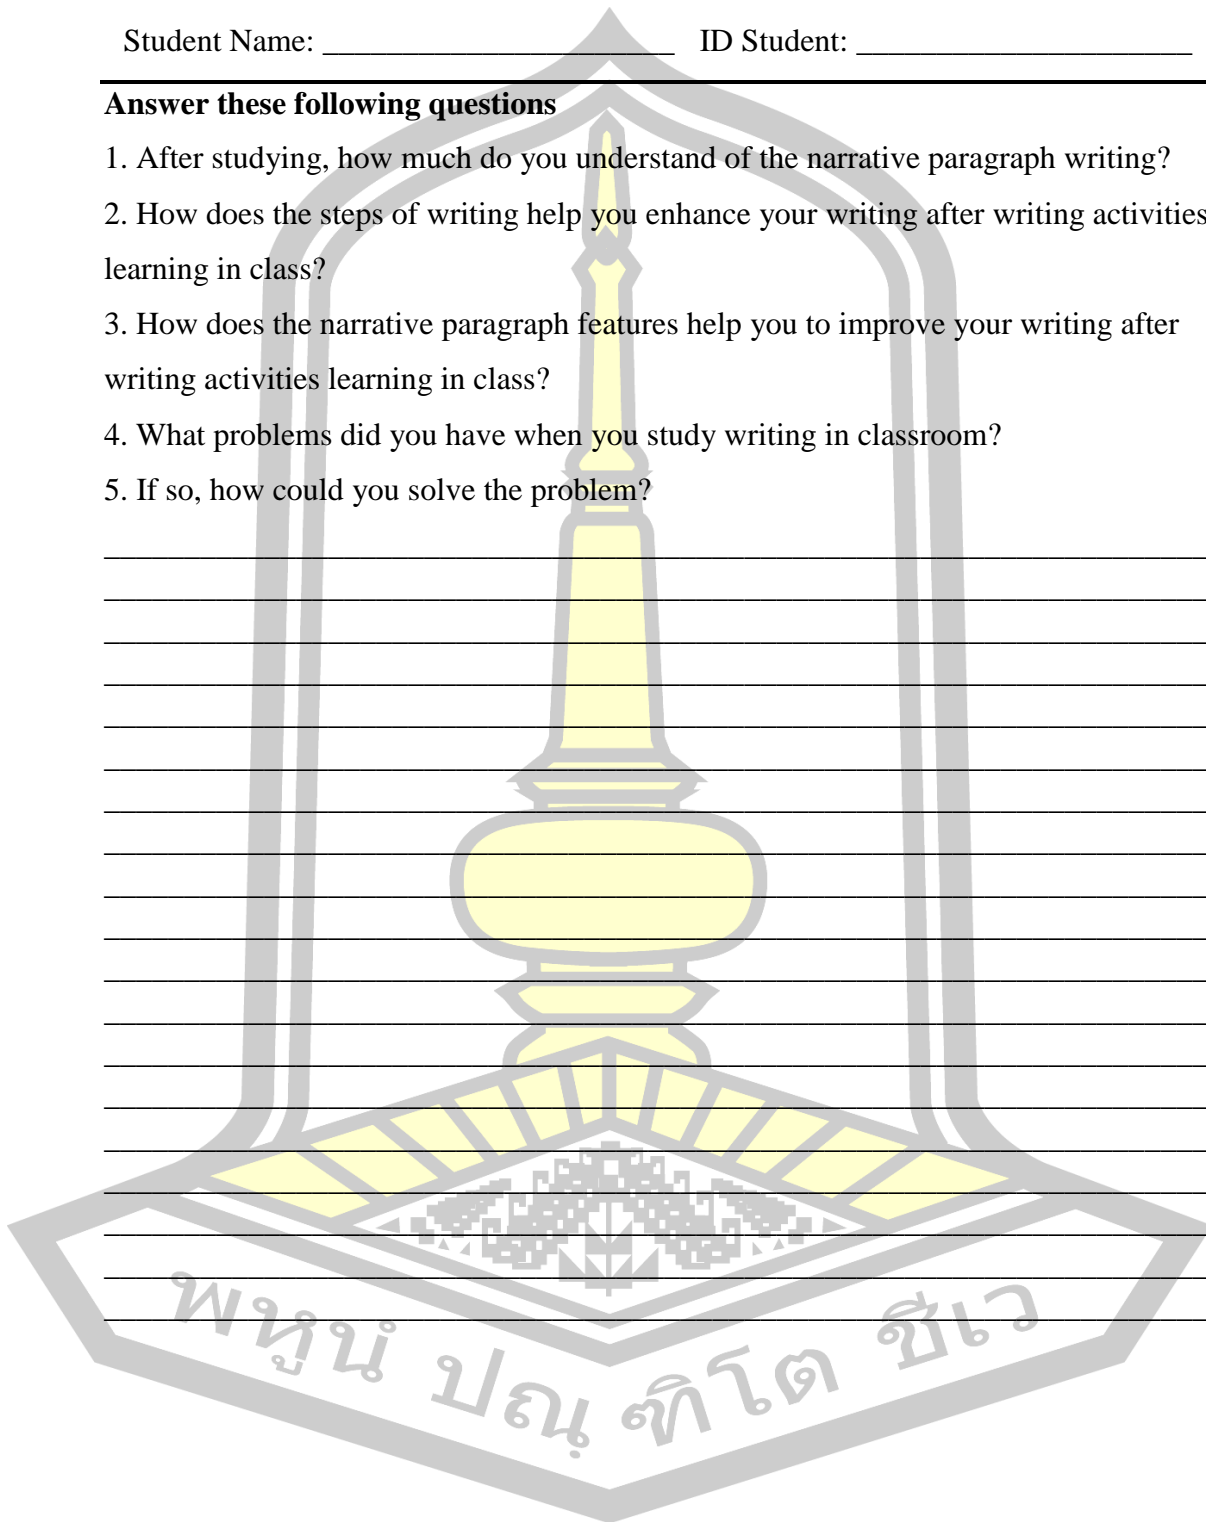 Student Name: ______________________ ID Student: _____________________
Answer these following questions
1. After studying, how much do you understand of the narrative paragraph writing?
2. How does the steps of writing help you enhance your writing after writing activities
learning in class?
3. How does the narrative paragraph features help you to improve your writing after
writing activities learning in class?
4. What problems did you have when you study writing in classroom?
5. If so, how could you solve the problem?
พหูนํ ปณฺฑิโต ชีเว